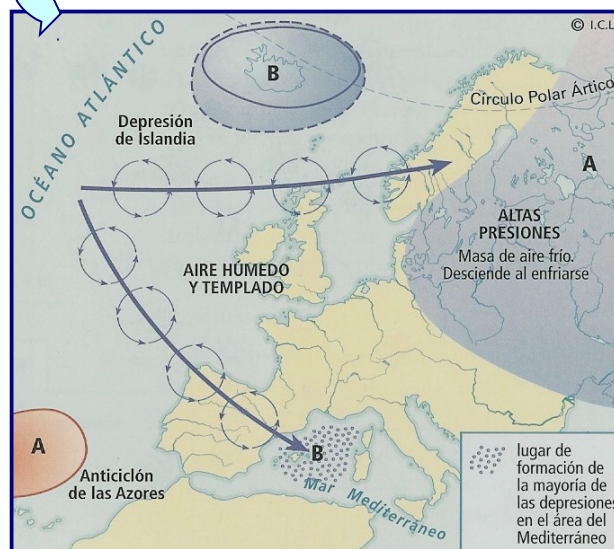 © I.C.L
OCÉANO ATLÁNTICO
B
Círculo Polar Ártico
Depresión
de Islandia
A
ALTAS
PRESIONES
Masa de aire frío.
Desciende al enfriarse
AIRE HÚMEDO
Y TEMPLADO
A
Anticiclón
de las Azores
B
Mar Mediterráneo
lugar de
formación de
la mayoría de
las depresiones
en el área del
Mediterráneo